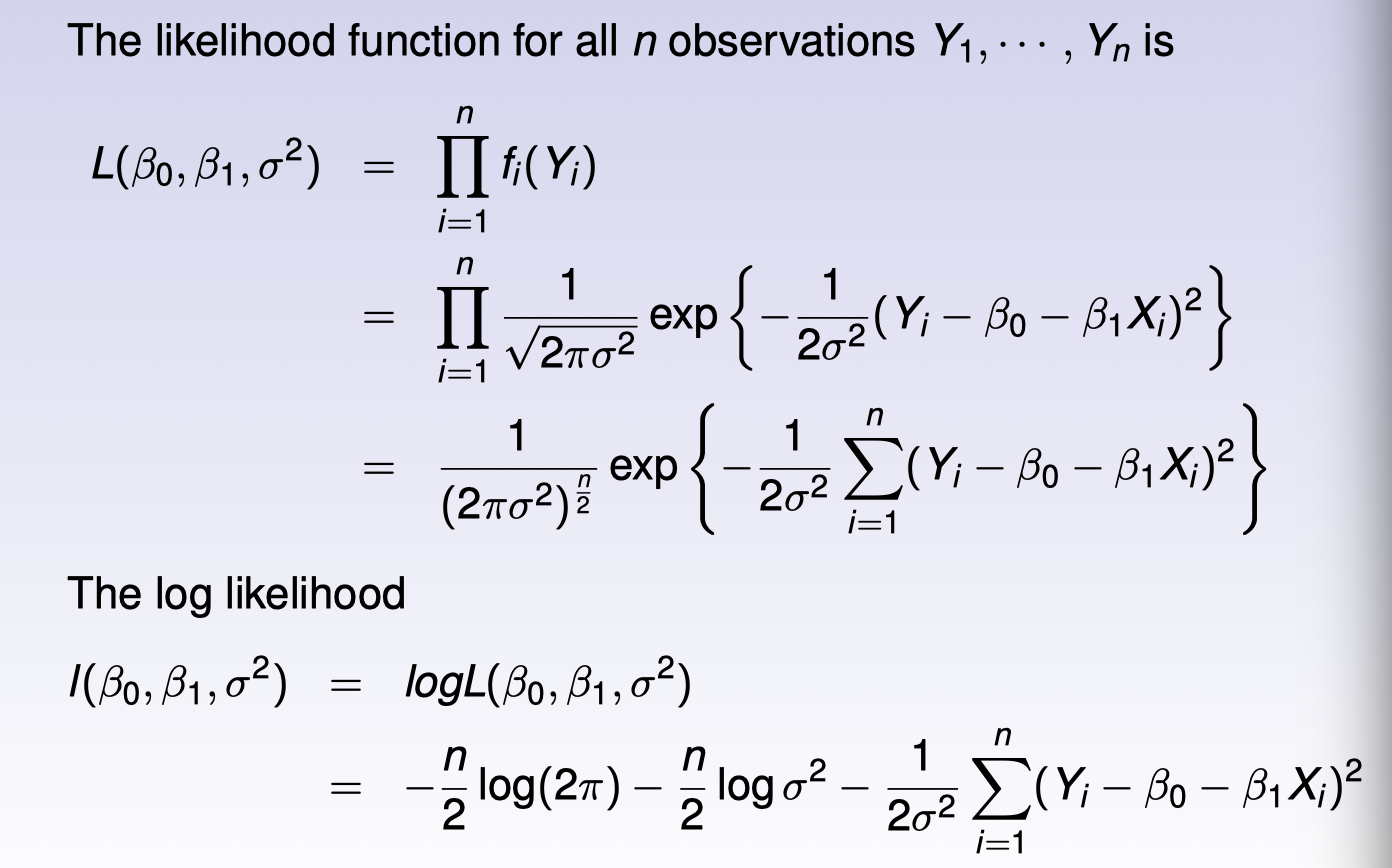 The likelihood function for all n observations Y₁, ⋯ , Yₙ is
L(β₀, β₁, σ²) = ∏ᵢ₌₁ⁿ fᵢ(Yᵢ)
= ∏ᵢ₌₁ⁿ 1/√(2πσ²) exp{−1/(2σ²) (Yᵢ − β₀ − β₁Xᵢ)²}
= 1/(2πσ²)^(n/2) exp{−1/(2σ²) ∑ᵢ₌₁ⁿ (Yᵢ − β₀ − β₁Xᵢ)²}
The log likelihood
l(β₀, β₁, σ²) = logL(β₀, β₁, σ²)
= −n/2 log(2π) − n/2 log σ² − 1/(2σ²) ∑ᵢ₌₁ⁿ (Yᵢ − β₀ − β₁Xᵢ)²